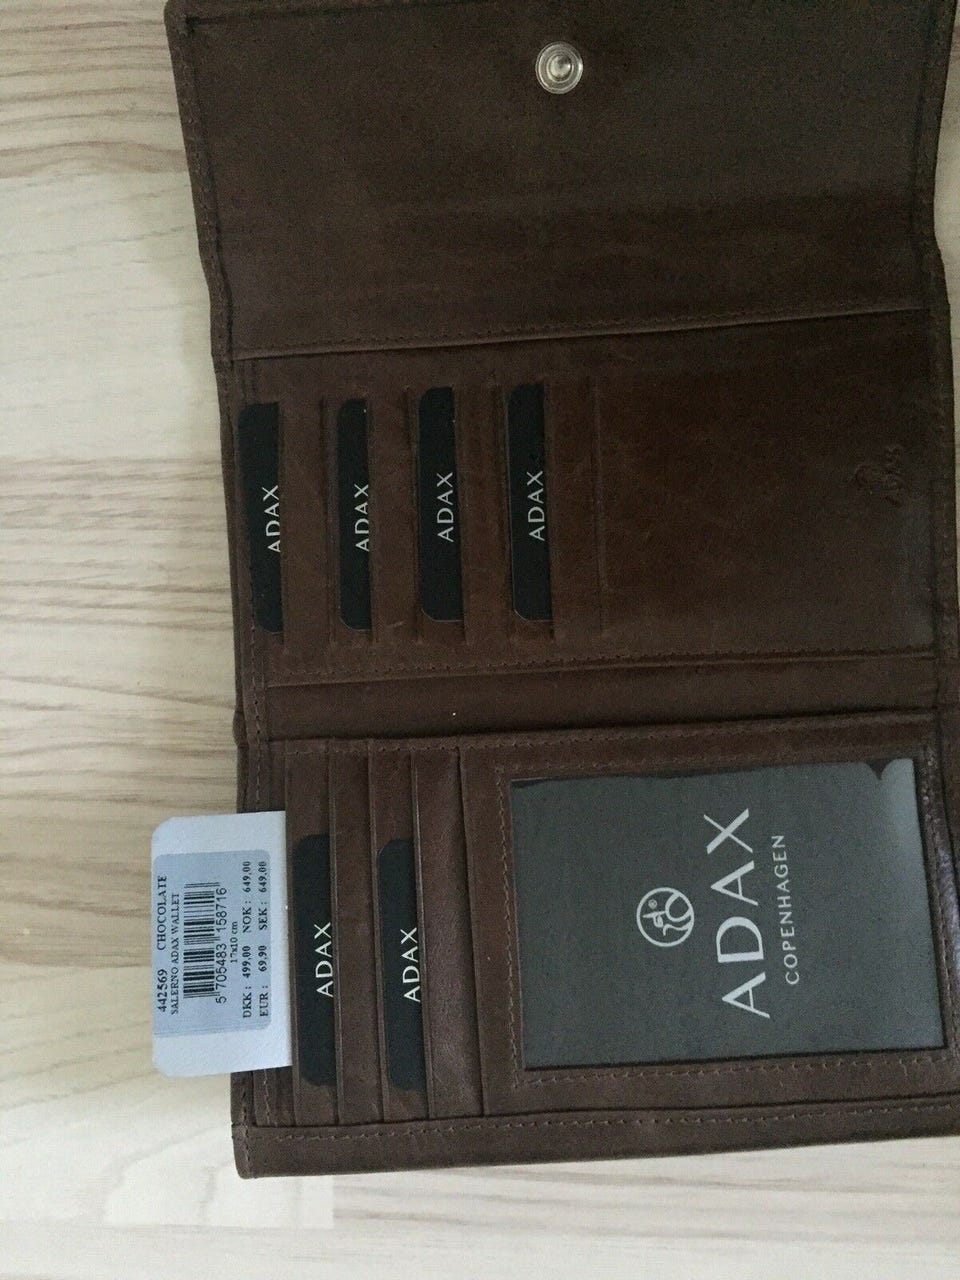 ADAX
ADAX
ADAX
ADAX
442569 CHOCOLATE
SALERNO ADAX WALLET
5 705483 158716
17x10 cm
DKK : 499,00 NOK : 649,00
EUR : 69,90 SEK : 649,00
ADAX
ADAX
ADAX
COPENHAGEN
ADAX